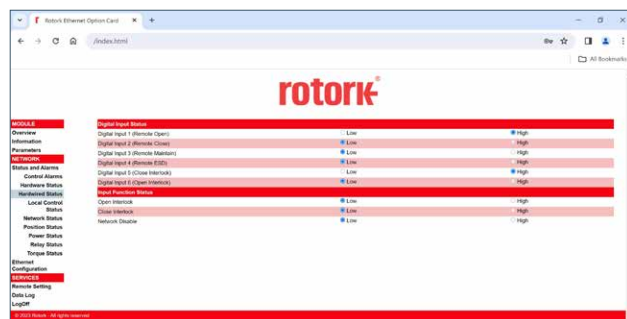 Rotork Ethernet Option Card
/index.html
All Bookmarks
rotork
MODULE
Overview
Information
Parameters
NETWORK
Status and Alarms
Control Alarms
Hardware Status
Hardwired Status
Local Control
Status
Network Status
Position Status
Power Status
Relay Status
Torque Status
Ethernet
Configuration
SERVICES
Remote Setting
Data Log
LogOff
Digital Input Status
Digital Input 1 (Remote Open) Low High
Digital Input 2 (Remote Close) Low High
Digital Input 3 (Remote Maintain) Low High
Digital Input 4 (Remote ESD) Low High
Digital Input 5 (Close Interlock) Low High
Digital Input 6 (Open Interlock) Low High
Input Function Status
Open Interlock Low High
Close Interlock Low High
Network Disable Low High
© 2023 Rotork - All rights reserved